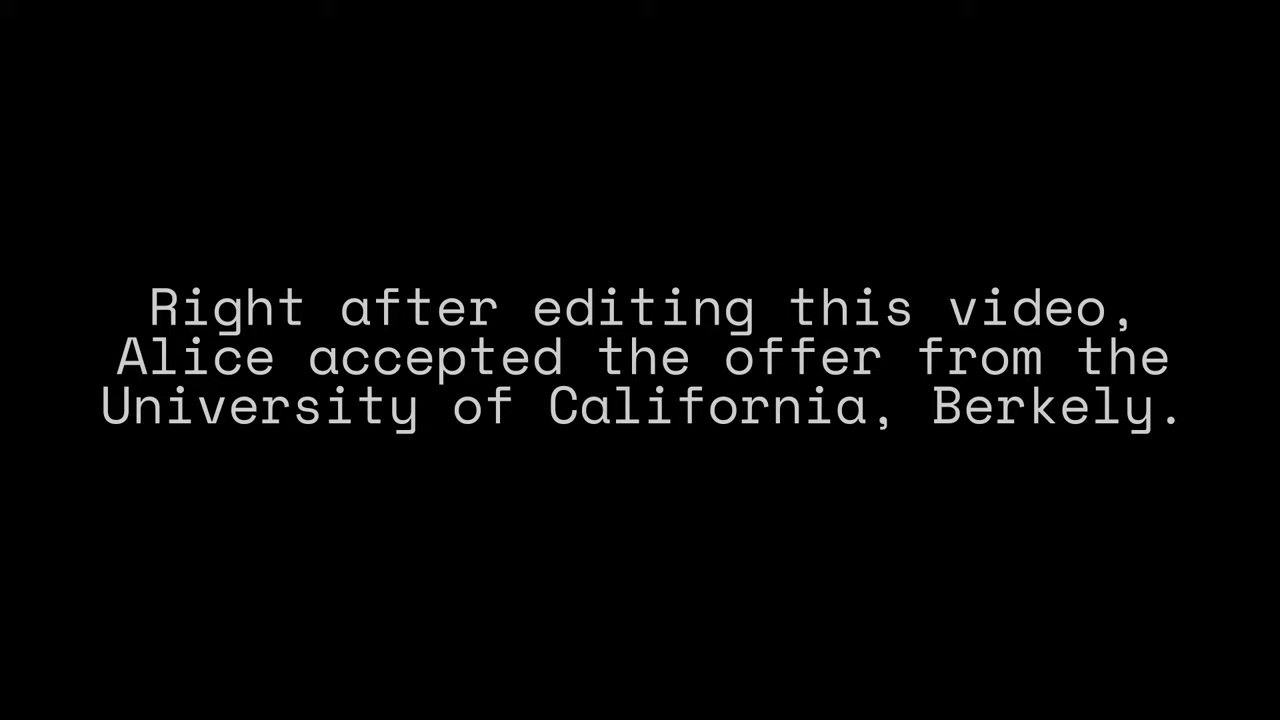 Right after editing this video,
Alice accepted the offer from the
University of California, Berkely.